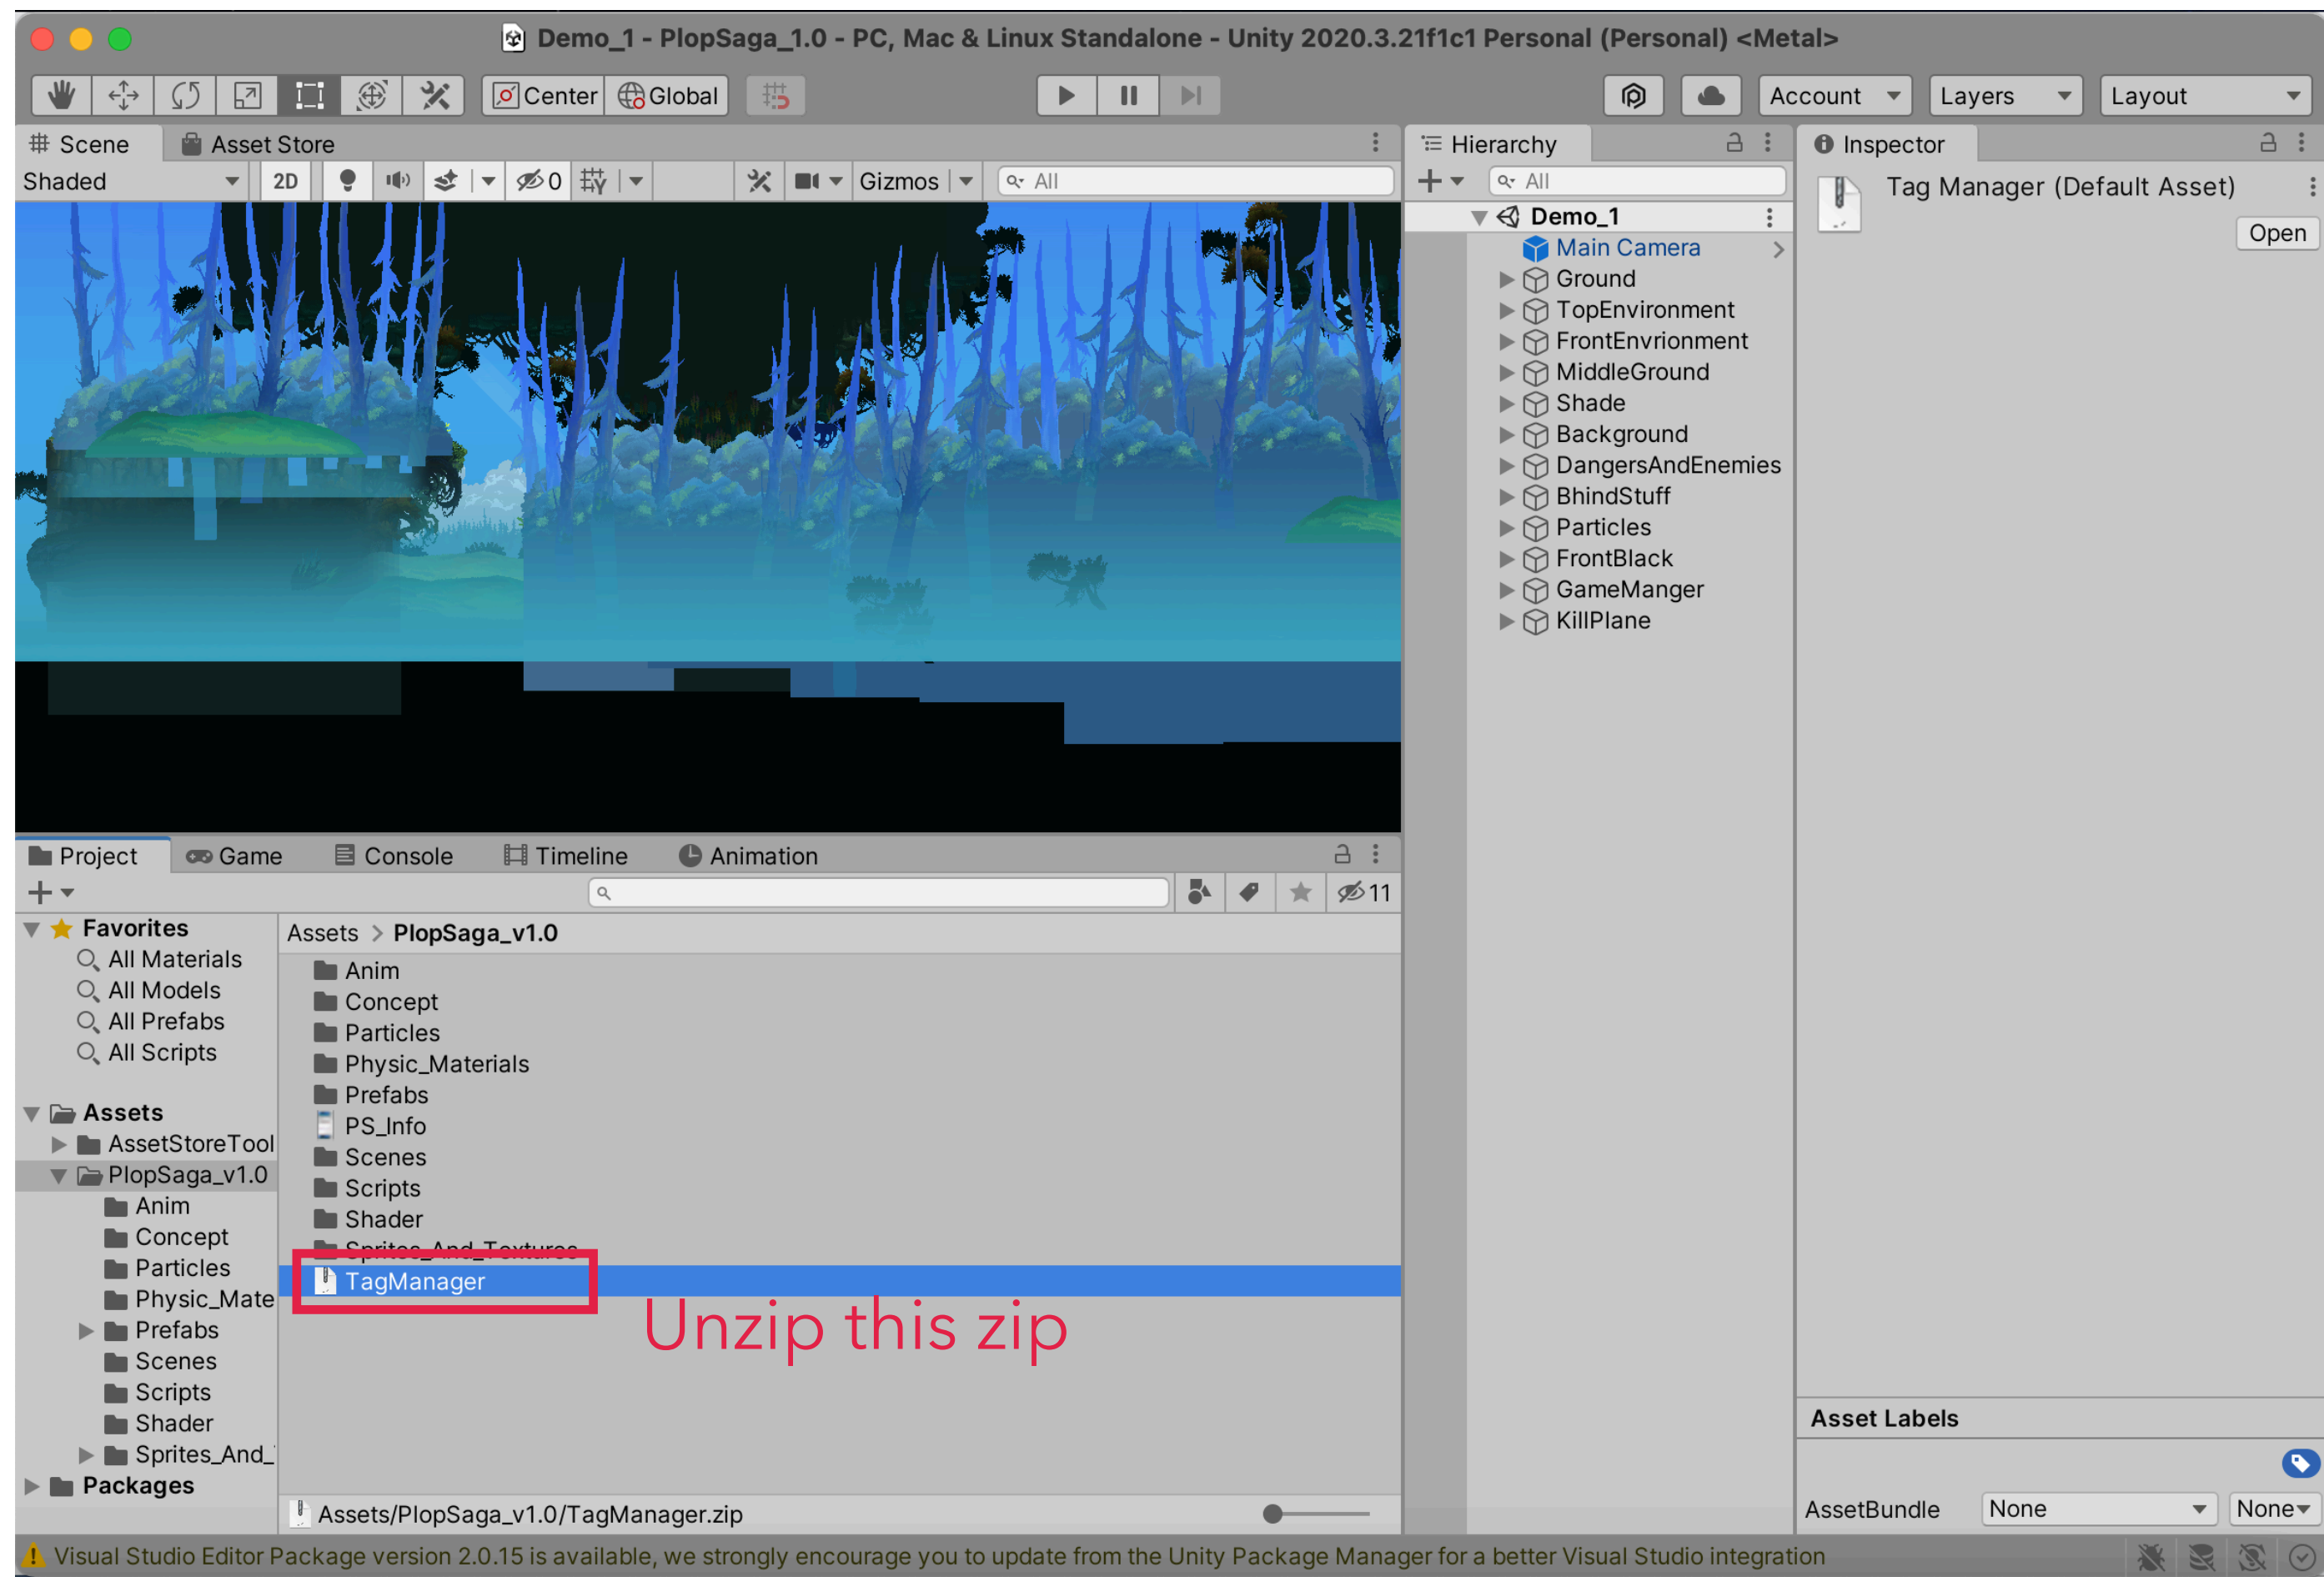 Demo_1 - PlopSaga_1.0 - PC, Mac & Linux Standalone - Unity 2020.3.21f1c1 Personal (Personal) <Metal>
Center Global Account Layers Layout
Scene Asset Store
Shaded 2D 0 Gizmos All
Hierarchy
All
Demo_1
Main Camera
Ground
TopEnvironment
FrontEnvrionment
MiddleGround
Shade
Background
DangersAndEnemies
BhindStuff
Particles
FrontBlack
GameManger
KillPlane
Inspector
Tag Manager (Default Asset)
Open
Project Game Console Timeline Animation
11
Favorites
All Materials
All Models
All Prefabs
All Scripts
Assets
AssetStoreTool
PlopSaga_v1.0
Anim
Concept
Particles
Physic_Mate
Prefabs
Scenes
Scripts
Shader
Sprites_And_
Packages
Assets > PlopSaga_v1.0
Anim
Concept
Particles
Physic_Materials
Prefabs
PS_Info
Scenes
Scripts
Shader
Sprites_And_Textures
TagManager
Unzip this zip
Assets/PlopSaga_v1.0/TagManager.zip
Asset Labels
AssetBundle None None
Visual Studio Editor Package version 2.0.15 is available, we strongly encourage you to update from the Unity Package Manager for a better Visual Studio integration